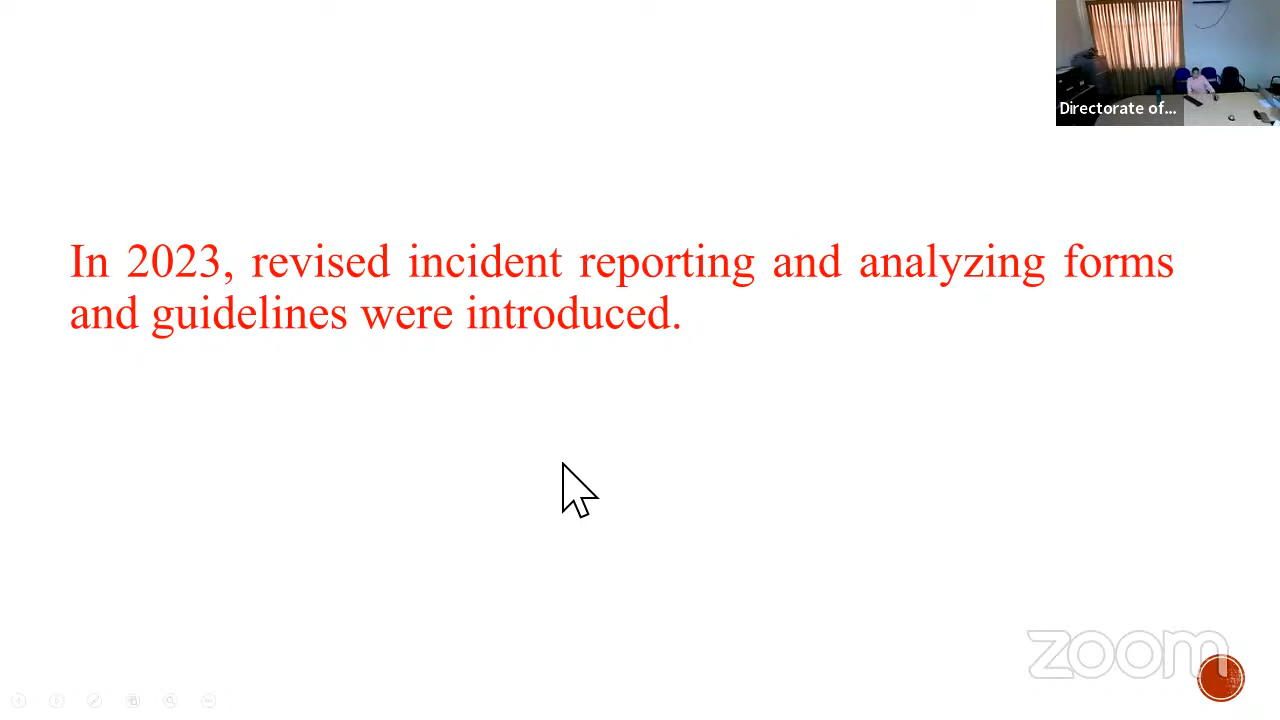 Directorate of...
In 2023, revised incident reporting and analyzing forms
and guidelines were introduced.
zoom